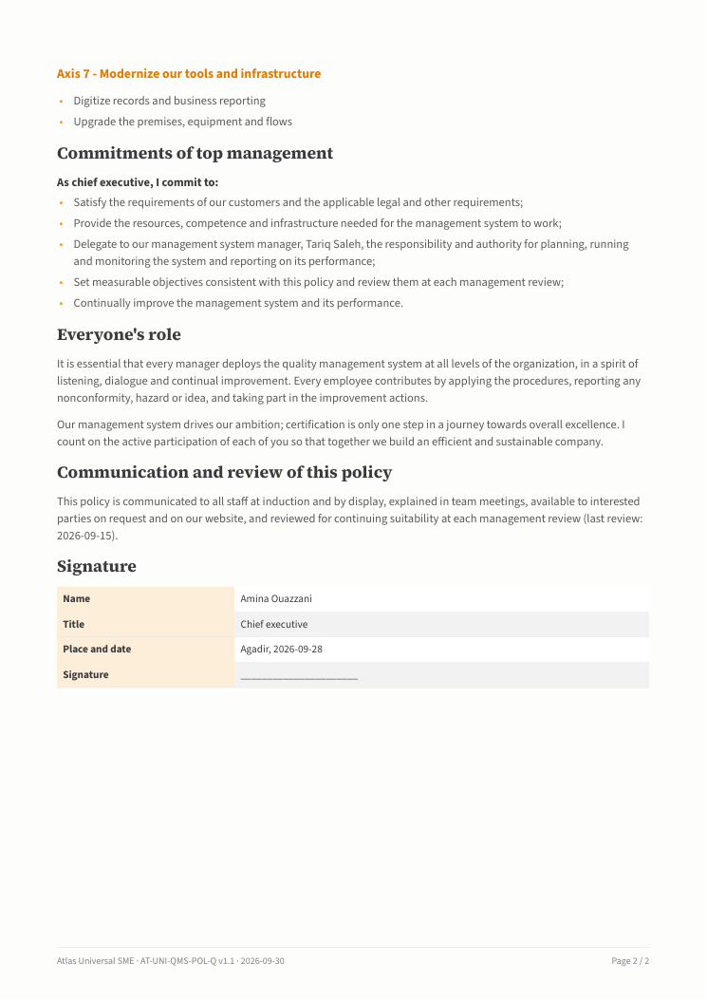 Axis 7 - Modernize our tools and infrastructure
• Digitize records and business reporting
• Upgrade the premises, equipment and flows
Commitments of top management
As chief executive, I commit to:
• Satisfy the requirements of our customers and the applicable legal and other requirements;
• Provide the resources, competence and infrastructure needed for the management system to work;
• Delegate to our management system manager, Tariq Saleh, the responsibility and authority for planning, running
and monitoring the system and reporting on its performance;
• Set measurable objectives consistent with this policy and review them at each management review;
• Continually improve the management system and its performance.
Everyone's role
It is essential that every manager deploys the quality management system at all levels of the organization, in a spirit of
listening, dialogue and continual improvement. Every employee contributes by applying the procedures, reporting any
nonconformity, hazard or idea, and taking part in the improvement actions.
Our management system drives our ambition; certification is only one step in a journey towards overall excellence. I
count on the active participation of each of you so that together we build an efficient and sustainable company.
Communication and review of this policy
This policy is communicated to all staff at induction and by display, explained in team meetings, available to interested
parties on request and on our website, and reviewed for continuing suitability at each management review (last review:
2026-09-15).
Signature
Name Amina Ouazzani
Title Chief executive
Place and date Agadir, 2026-09-28
Signature ______________________
Atlas Universal SME · AT-UNI-QMS-POL-Q v1.1 · 2026-09-30 Page 2 / 2